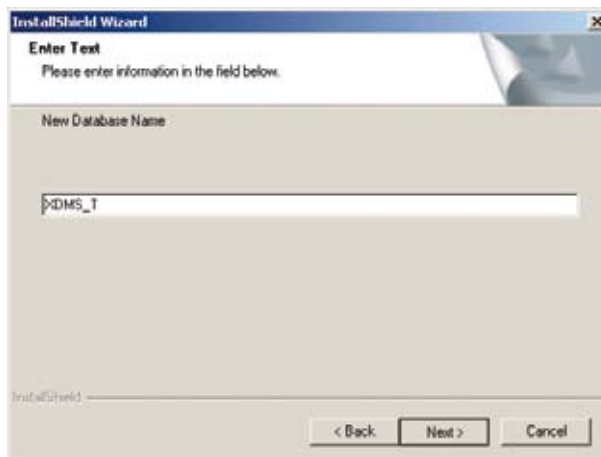 InstallShield Wizard
Enter Text
Please enter information in the field below.
New Database Name
XDMS_T
InstallShield
< Back
Next >
Cancel